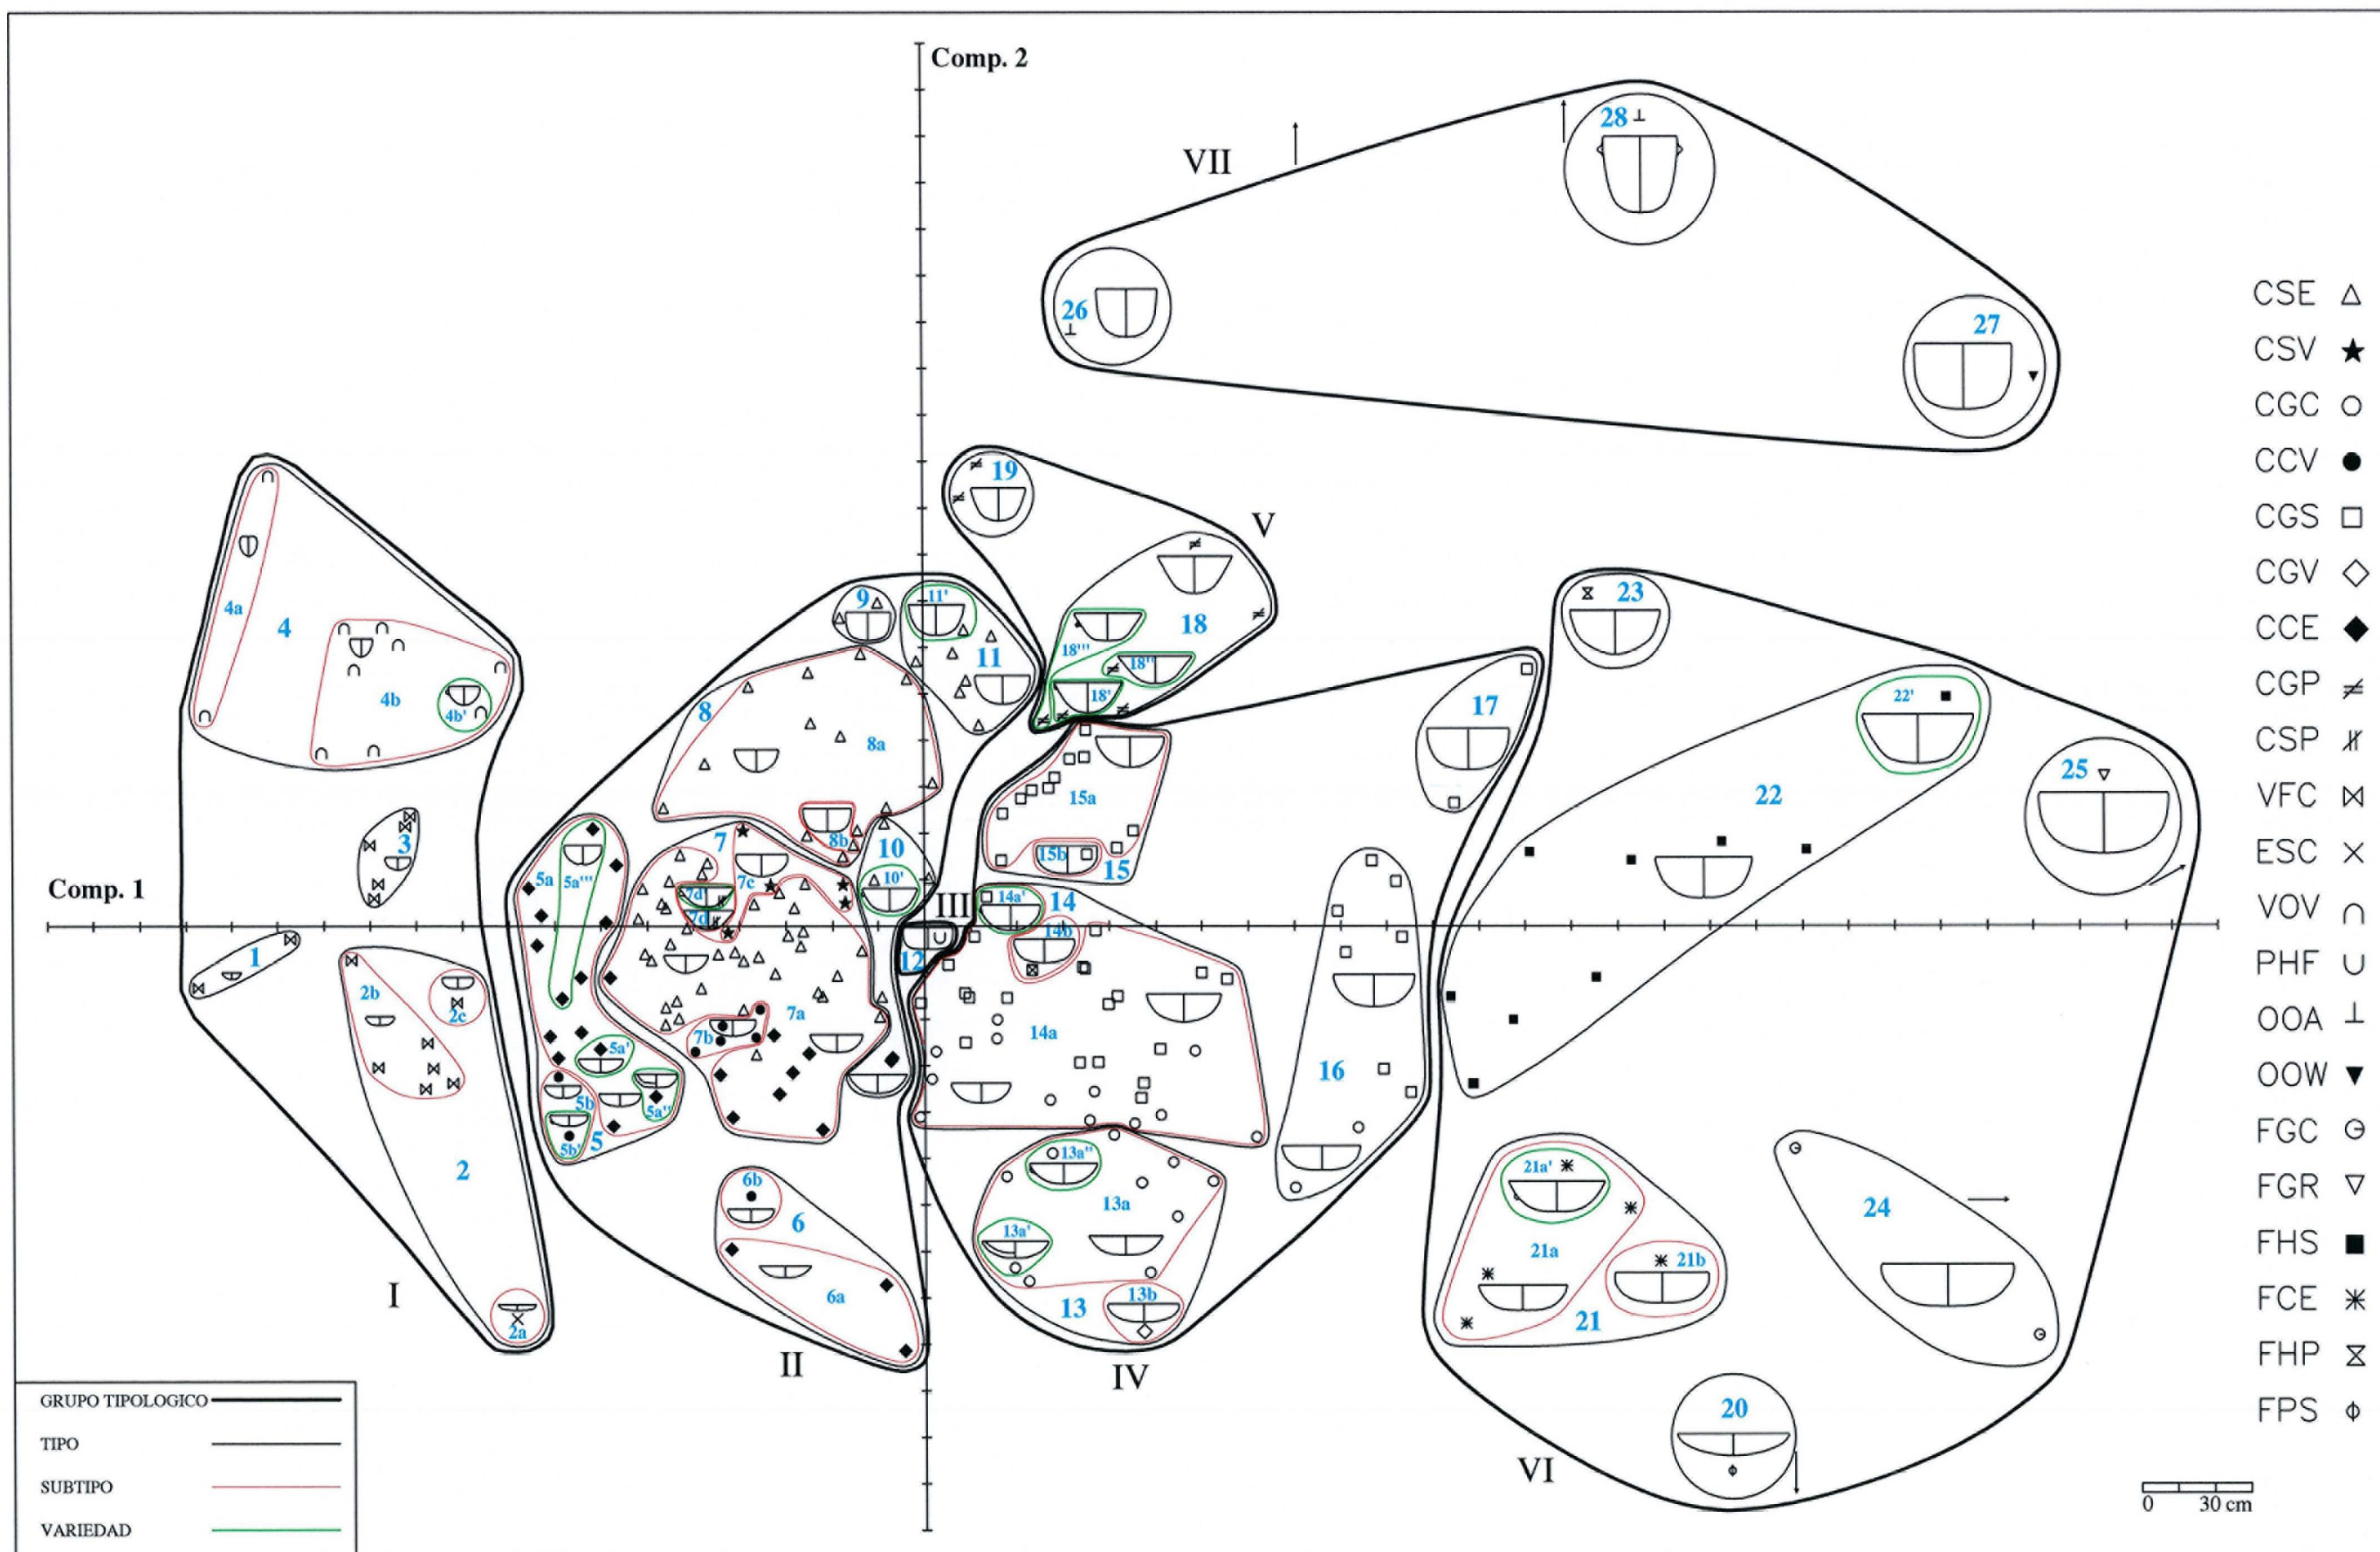 Comp. 2
28
VII
26
27
CSE
CSV
CGC
CCV
CGS
CGV
CCE
CGP
CSP
VFC
ESC
VOV
PHF
OOA
OOW
FGC
FGR
FHS
FCE
FHP
FPS
19
V
18
18'''
18''
18'
4a
4
4b
4b'
9
11'
11
8
8a
8b
23
17
22'
22
25
15a
15b
15
3
7
7c
7d'
7d
10
10'
5a
5a'''
Comp. 1
III
14a'
14
14b
12
1
2b
2c
7a
7b
14a
5a'
5a''
5b
5b'
5
16
2
2a
6b
6
6a
13a''
13a
13a'
13b
13
21a'
21a
21b
21
24
20
I
II
IV
VI
GRUPO TIPOLOGICO
TIPO
SUBTIPO
VARIEDAD
0 30 cm